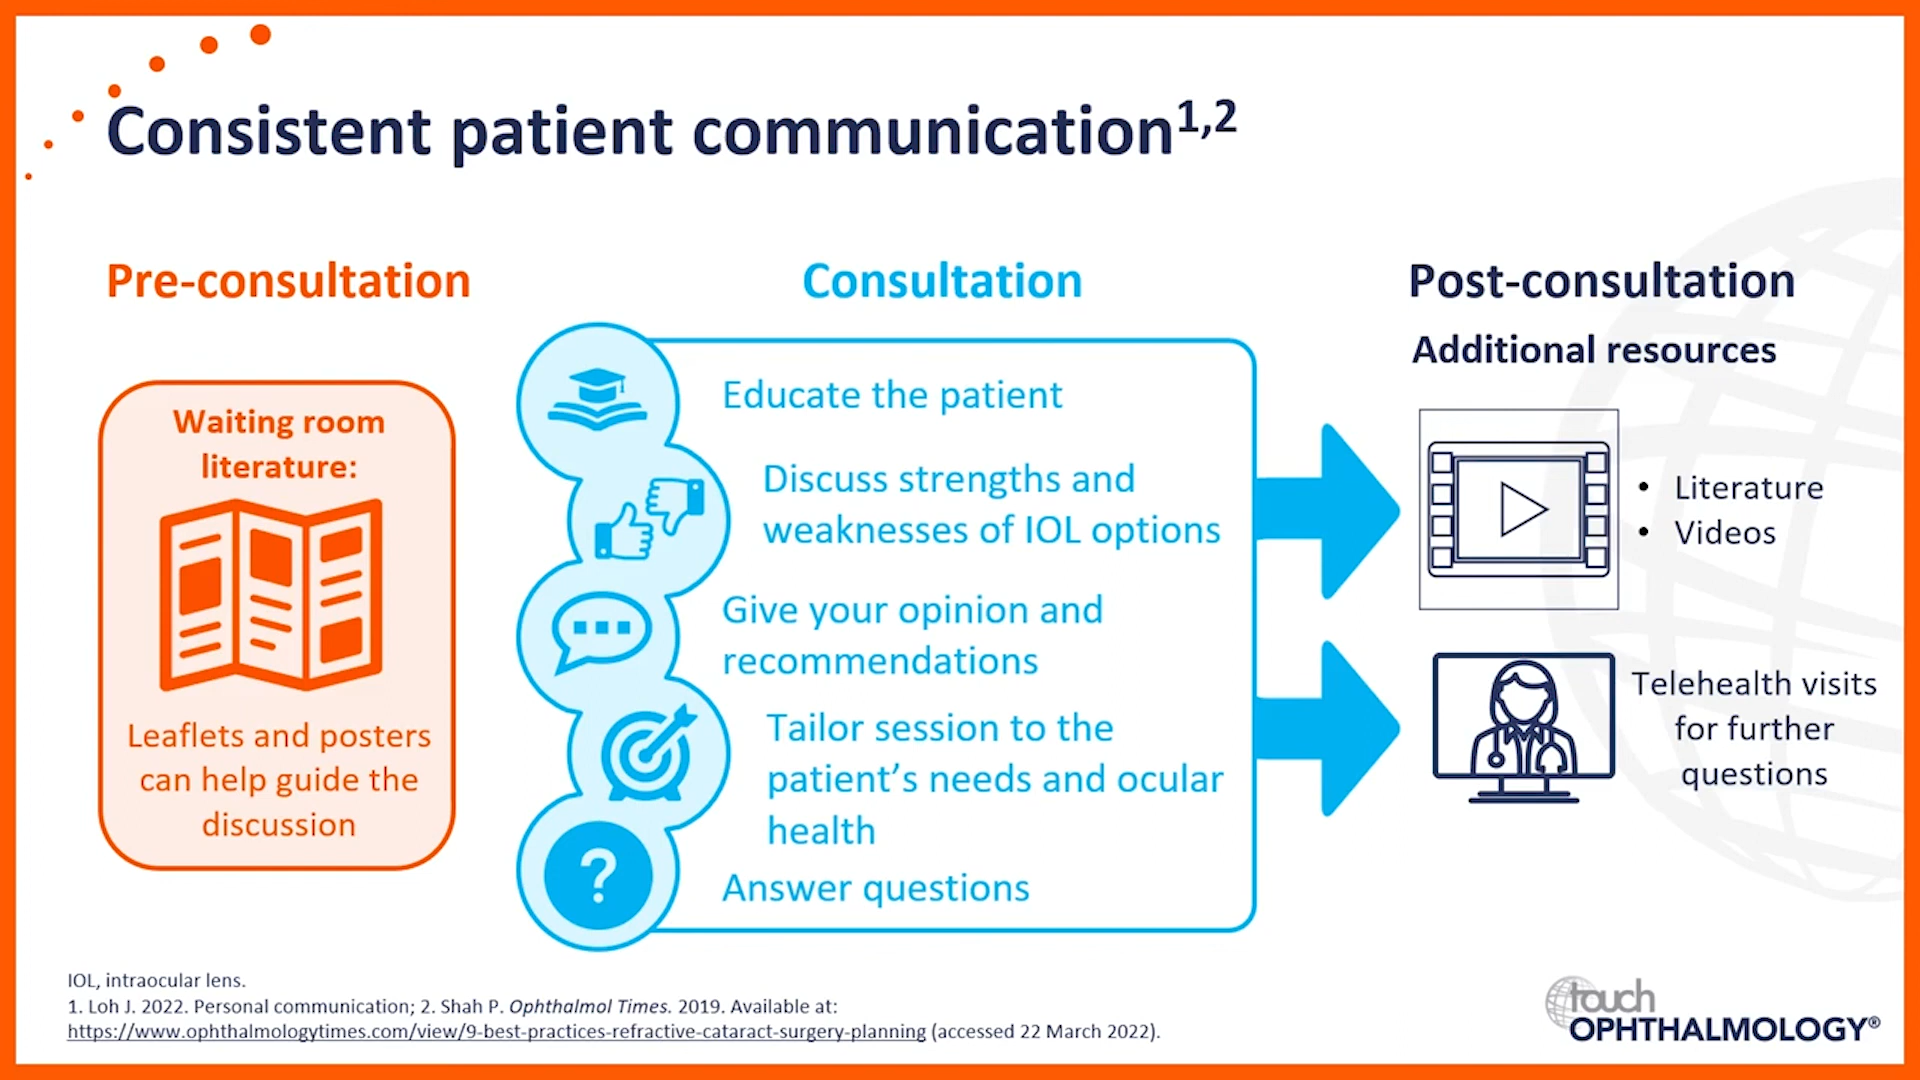 Consistent patient communication1,2
Pre-consultation
Waiting room
literature:
Leaflets and posters
can help guide the
discussion
Consultation
Educate the patient
Discuss strengths and
weaknesses of IOL options
Give your opinion and
recommendations
Tailor session to the
patient’s needs and ocular
health
Answer questions
Post-consultation
Additional resources
• Literature
• Videos
Telehealth visits
for further
questions
IOL, intraocular lens.
1. Loh J. 2022. Personal communication; 2. Shah P. Ophthalmol Times. 2019. Available at:
https://www.ophthalmologytimes.com/view/9-best-practices-refractive-cataract-surgery-planning (accessed 22 March 2022).
touch
OPHTHALMOLOGY®